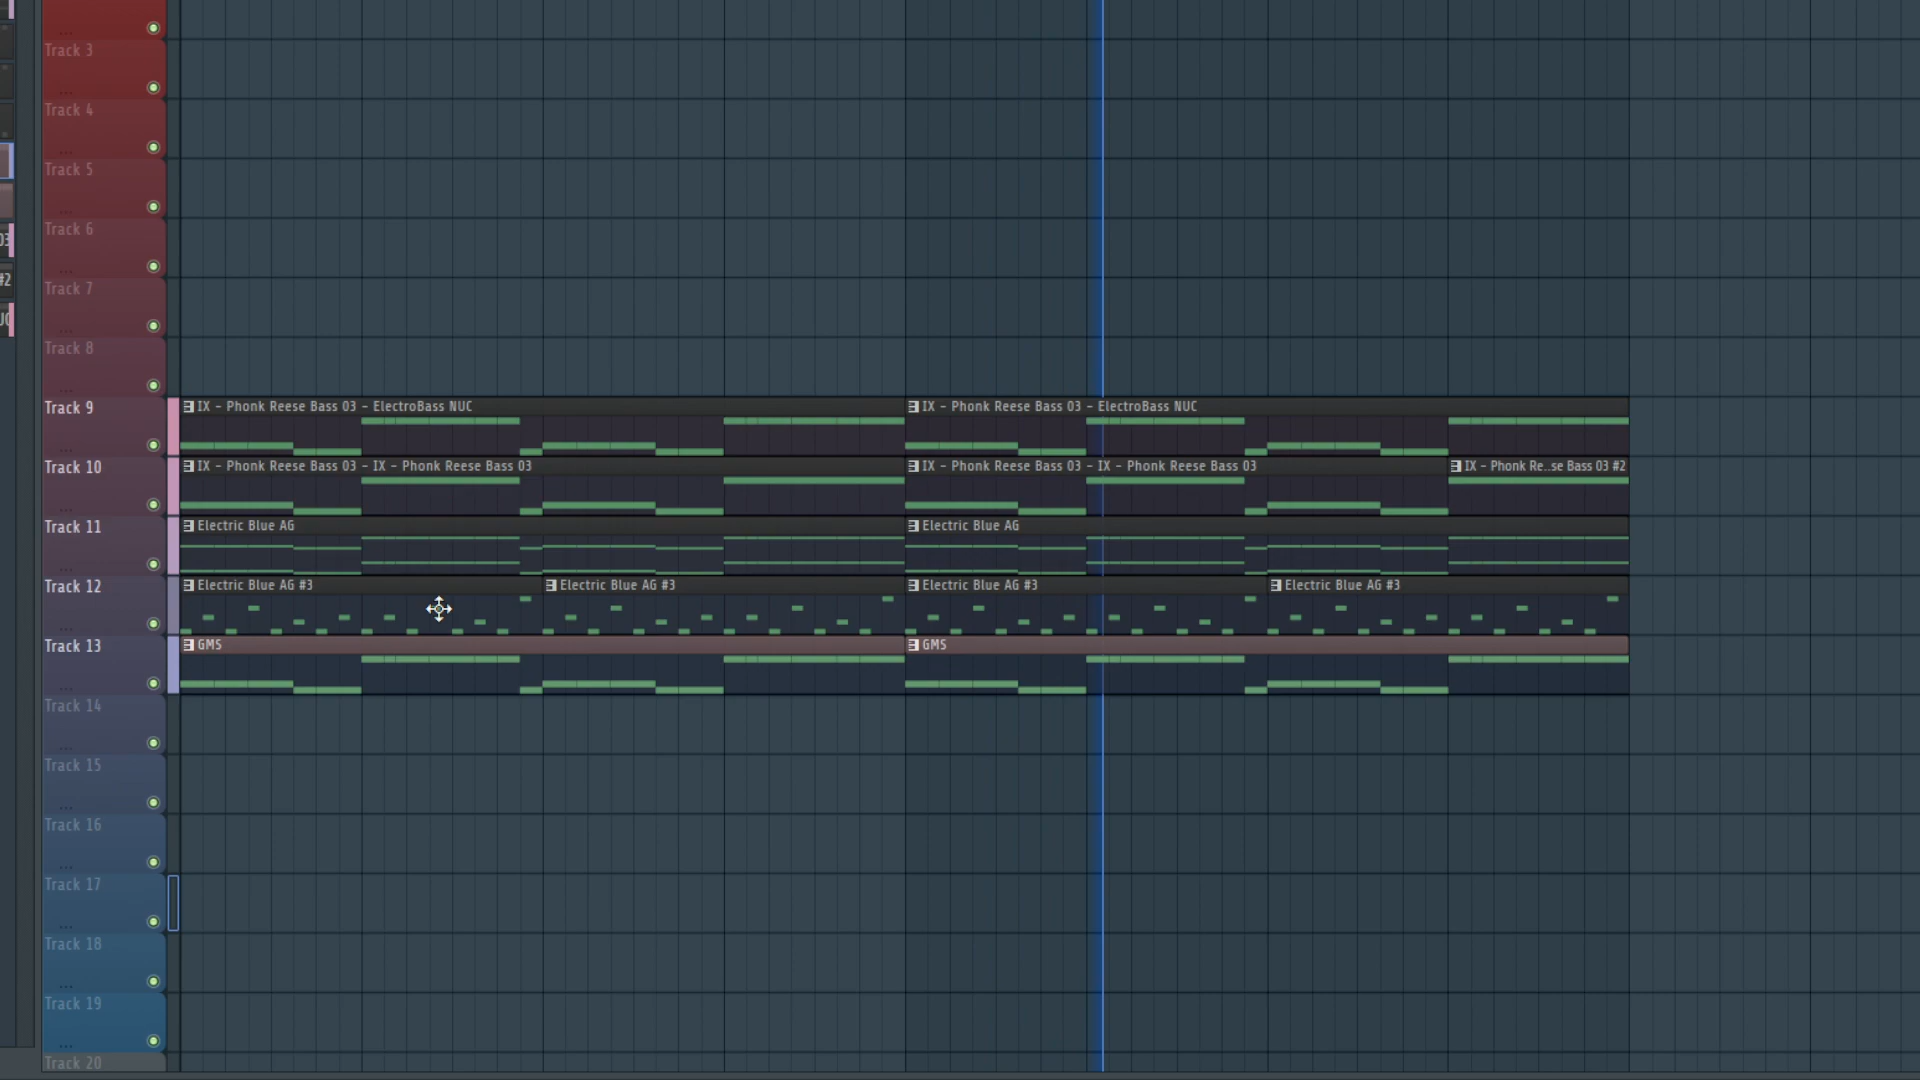 Track 3
Track 4
Track 5
Track 6
Track 7
Track 8
Track 9
IX - Phonk Reese Bass 03 - ElectroBass NUC
IX - Phonk Reese Bass 03 - ElectroBass NUC
Track 10
IX - Phonk Reese Bass 03 - IX - Phonk Reese Bass 03
IX - Phonk Reese Bass 03 - IX - Phonk Reese Bass 03
IX - Phonk Re..se Bass 03 #2
Track 11
Electric Blue AG
Electric Blue AG
Track 12
Electric Blue AG #3
Electric Blue AG #3
Electric Blue AG #3
Electric Blue AG #3
Track 13
GMS
GMS
Track 14
Track 15
Track 16
Track 17
Track 18
Track 19
Track 20
03
#2